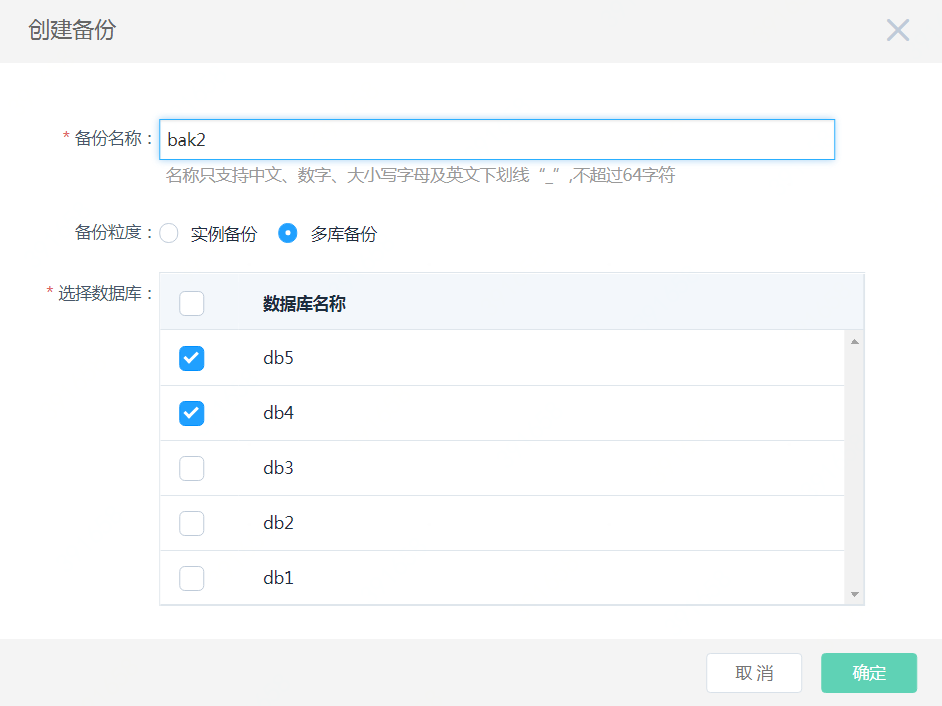 创建备份
* 备份名称 : bak2
名称只支持中文、数字、大小写字母及英文下划线“_”,不超过64字符
备份粒度 : 实例备份 多库备份
* 选择数据库 : 数据库名称
db5
db4
db3
db2
db1
取 消 确定